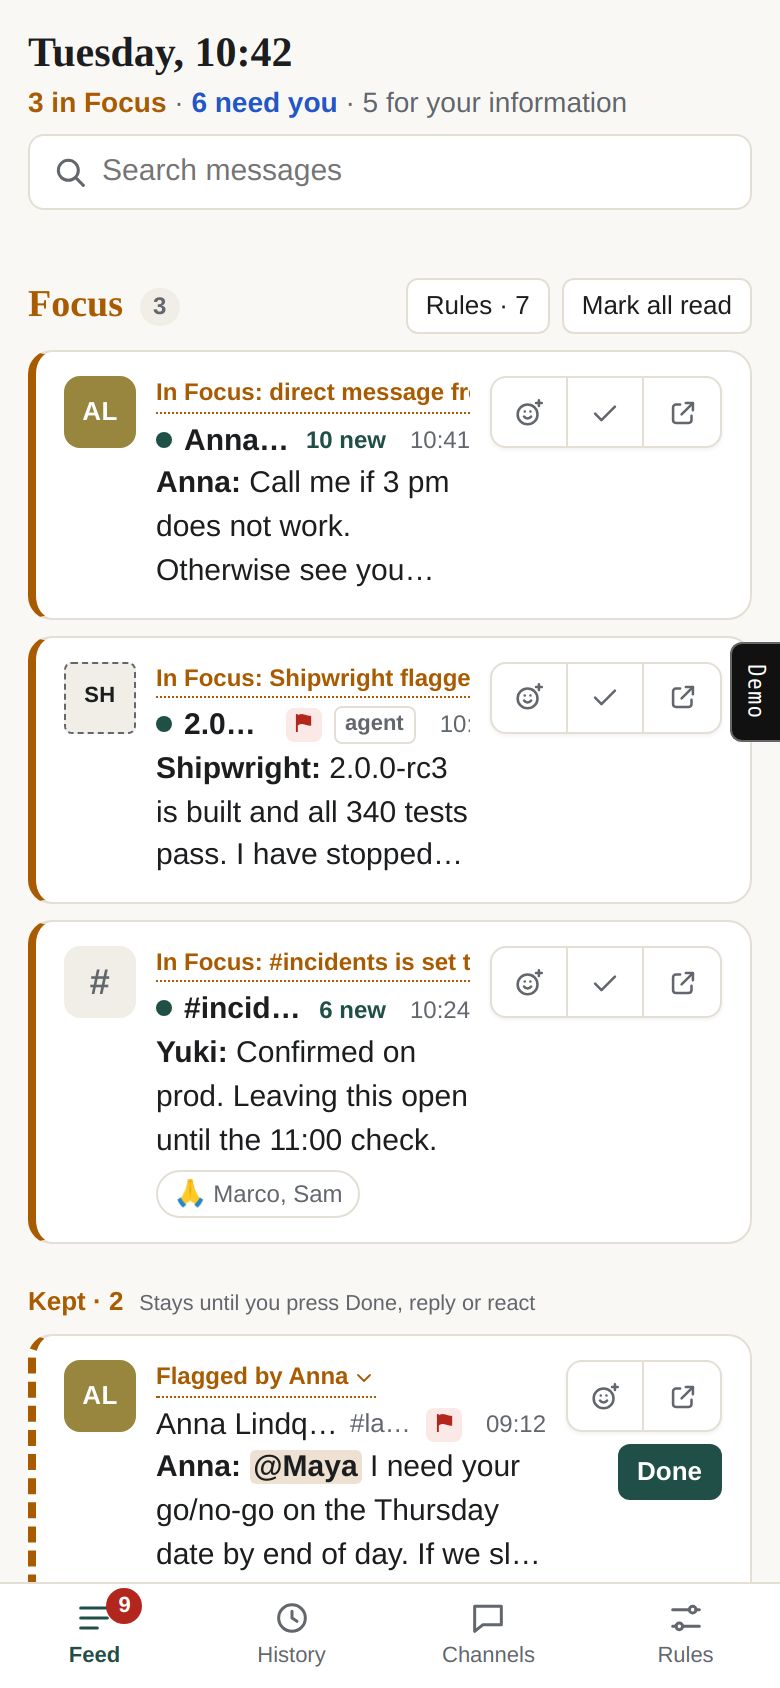 Tuesday, 10:42
3 in Focus · 6 need you · 5 for your information
Search messages
Focus 3 Rules · 7 Mark all read
AL In Focus: direct message fr
Anna… 10 new 10:41
Anna: Call me if 3 pm
does not work.
Otherwise see you…
SH In Focus: Shipwright flagge
2.0… agent 10:
Shipwright: 2.0.0-rc3
is built and all 340 tests
pass. I have stopped…
Demo
# In Focus: #incidents is set t
#incid… 6 new 10:24
Yuki: Confirmed on
prod. Leaving this open
until the 11:00 check.
🙏 Marco, Sam
Kept · 2 Stays until you press Done, reply or react
AL Flagged by Anna
Anna Lindq… #la… 09:12
Anna: @Maya I need your
go/no-go on the Thursday
date by end of day. If we sl…
Done
9
Feed History Channels Rules